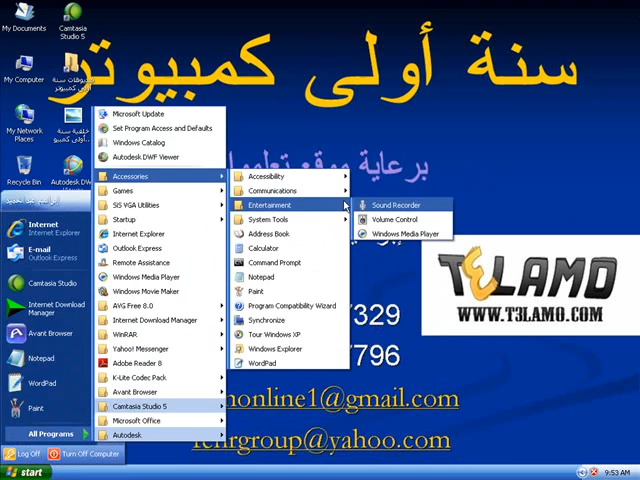 My Documents
Camtasia Studio 5
My Computer
My Network Places
Recycle Bin
Autodesk D...
سنة أولى كمبيوتر
برعاية موقع تعلموا
T3LAMO
WWW.T3LAMO.COM
7329
7796
nonline1@gmail.com
group@yahoo.com
Internet
Internet Explorer
E-mail
Outlook Express
Camtasia Studio
Internet Download Manager
Avant Browser
Notepad
WordPad
Paint
All Programs
Log Off
Turn Off Computer
start
9:53 AM
Microsoft Update
Set Program Access and Defaults
Windows Catalog
Autodesk DWF Viewer
Accessories
Games
SiS VGA Utilities
Startup
Internet Explorer
Outlook Express
Remote Assistance
Windows Media Player
Windows Movie Maker
AVG Free 8.0
Internet Download Manager
WinRAR
Yahoo! Messenger
Adobe Reader 8
K-Lite Codec Pack
Avant Browser
Camtasia Studio 5
Microsoft Office
Autodesk
Accessibility
Communications
Entertainment
System Tools
Address Book
Calculator
Command Prompt
Notepad
Paint
Program Compatibility Wizard
Synchronize
Tour Windows XP
Windows Explorer
WordPad
Sound Recorder
Volume Control
Windows Media Player